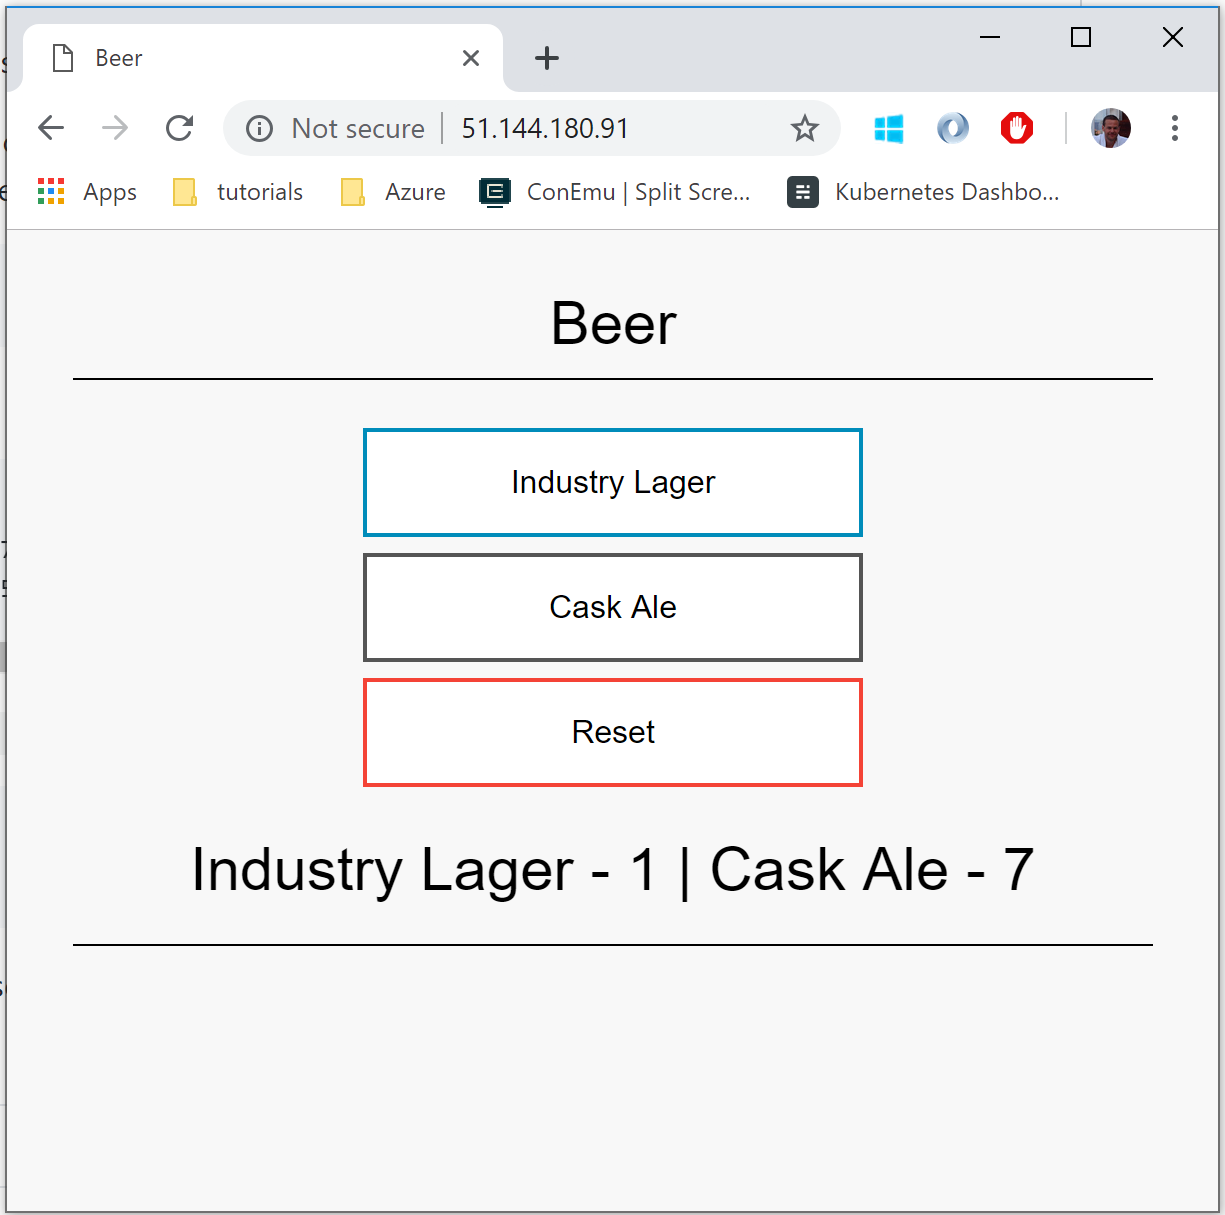 Beer
Not secure | 51.144.180.91
Apps tutorials Azure ConEmu | Split Scre... Kubernetes Dashbo...
Beer
Industry Lager
Cask Ale
Reset
Industry Lager - 1 | Cask Ale - 7